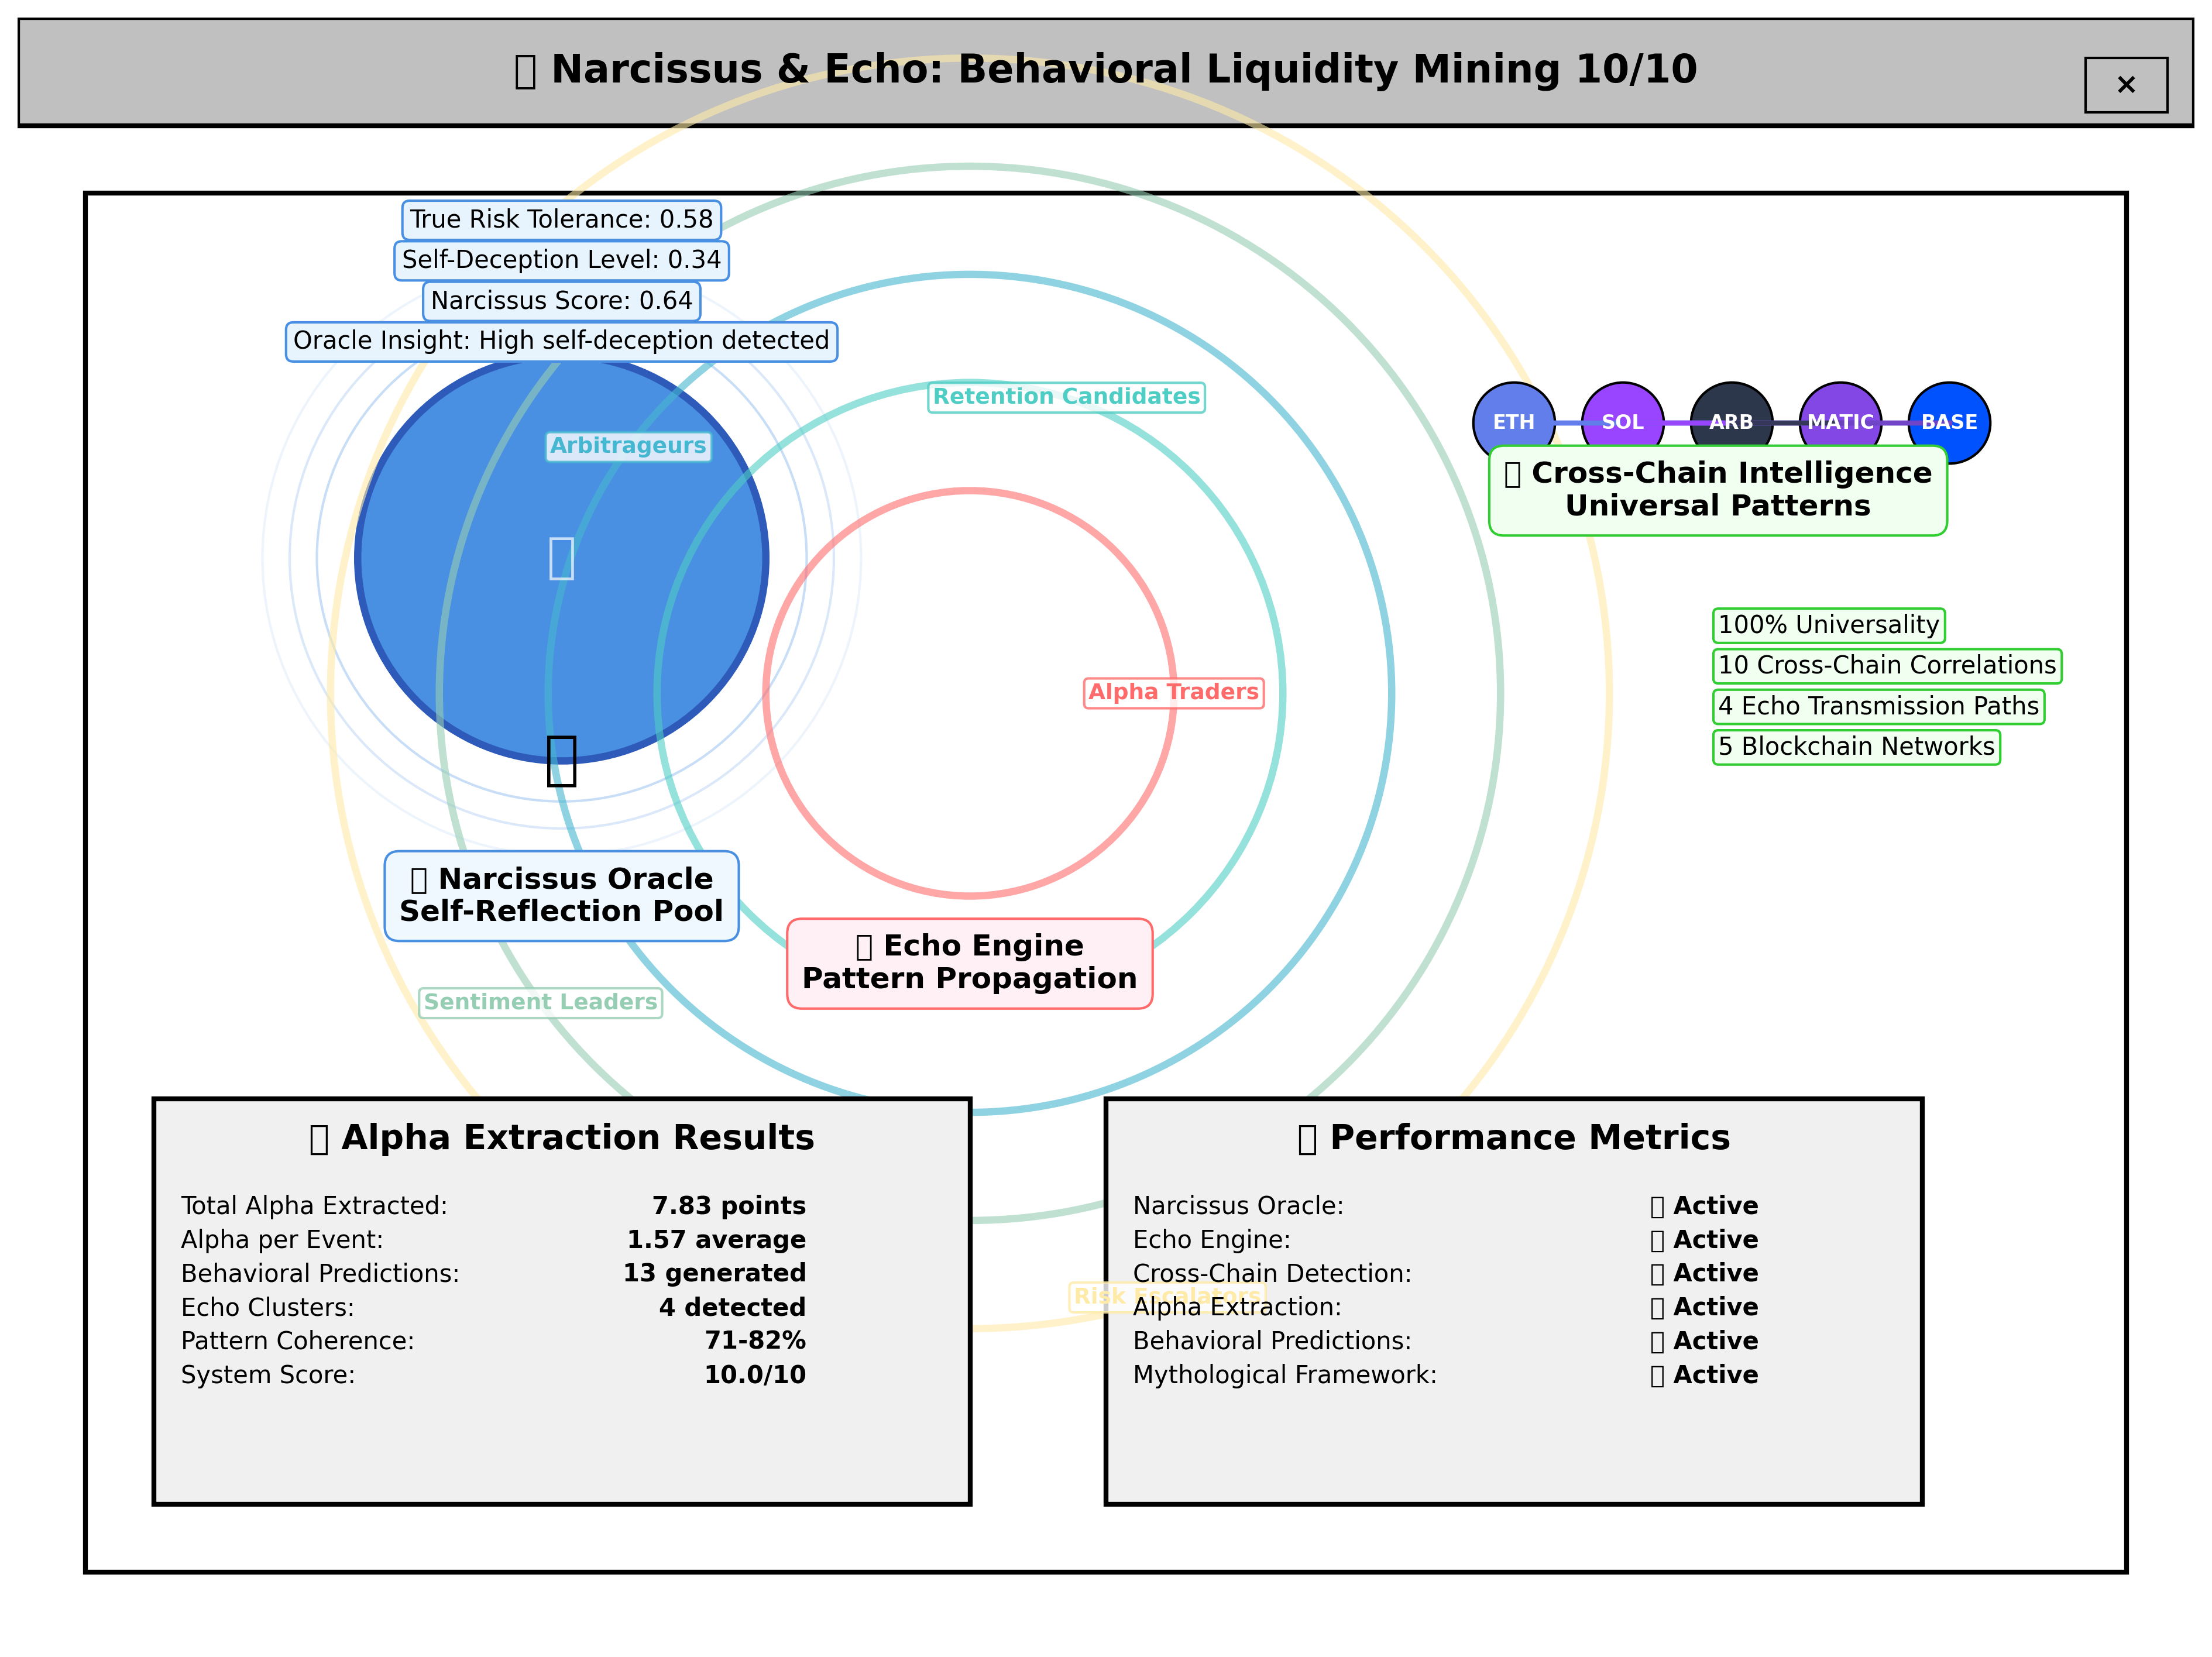 Narcissus & Echo: Behavioral Liquidity Mining 10/10
×
True Risk Tolerance: 0.58
Self-Deception Level: 0.34
Narcissus Score: 0.64
Oracle Insight: High self-deception detected
Retention Candidates
Arbitrageurs
ETH SOL ARB MATIC BASE
Cross-Chain Intelligence
Universal Patterns
100% Universality
10 Cross-Chain Correlations
4 Echo Transmission Paths
5 Blockchain Networks
Alpha Traders
Narcissus Oracle
Self-Reflection Pool
Echo Engine
Pattern Propagation
Sentiment Leaders
Alpha Extraction Results
Total Alpha Extracted: 7.83 points
Alpha per Event: 1.57 average
Behavioral Predictions: 13 generated
Echo Clusters: 4 detected
Pattern Coherence: 71-82%
System Score: 10.0/10
Performance Metrics
Narcissus Oracle: Active
Echo Engine: Active
Cross-Chain Detection: Active
Risk Escalators
Alpha Extraction: Active
Behavioral Predictions: Active
Mythological Framework: Active